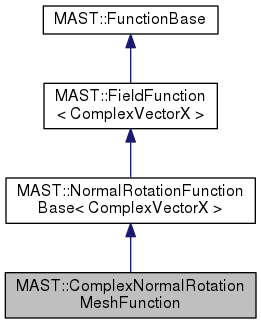 MAST::FunctionBase
MAST::FieldFunction
< ComplexVectorX >
MAST::NormalRotationFunction
Base< ComplexVectorX >
MAST::ComplexNormalRotation
MeshFunction